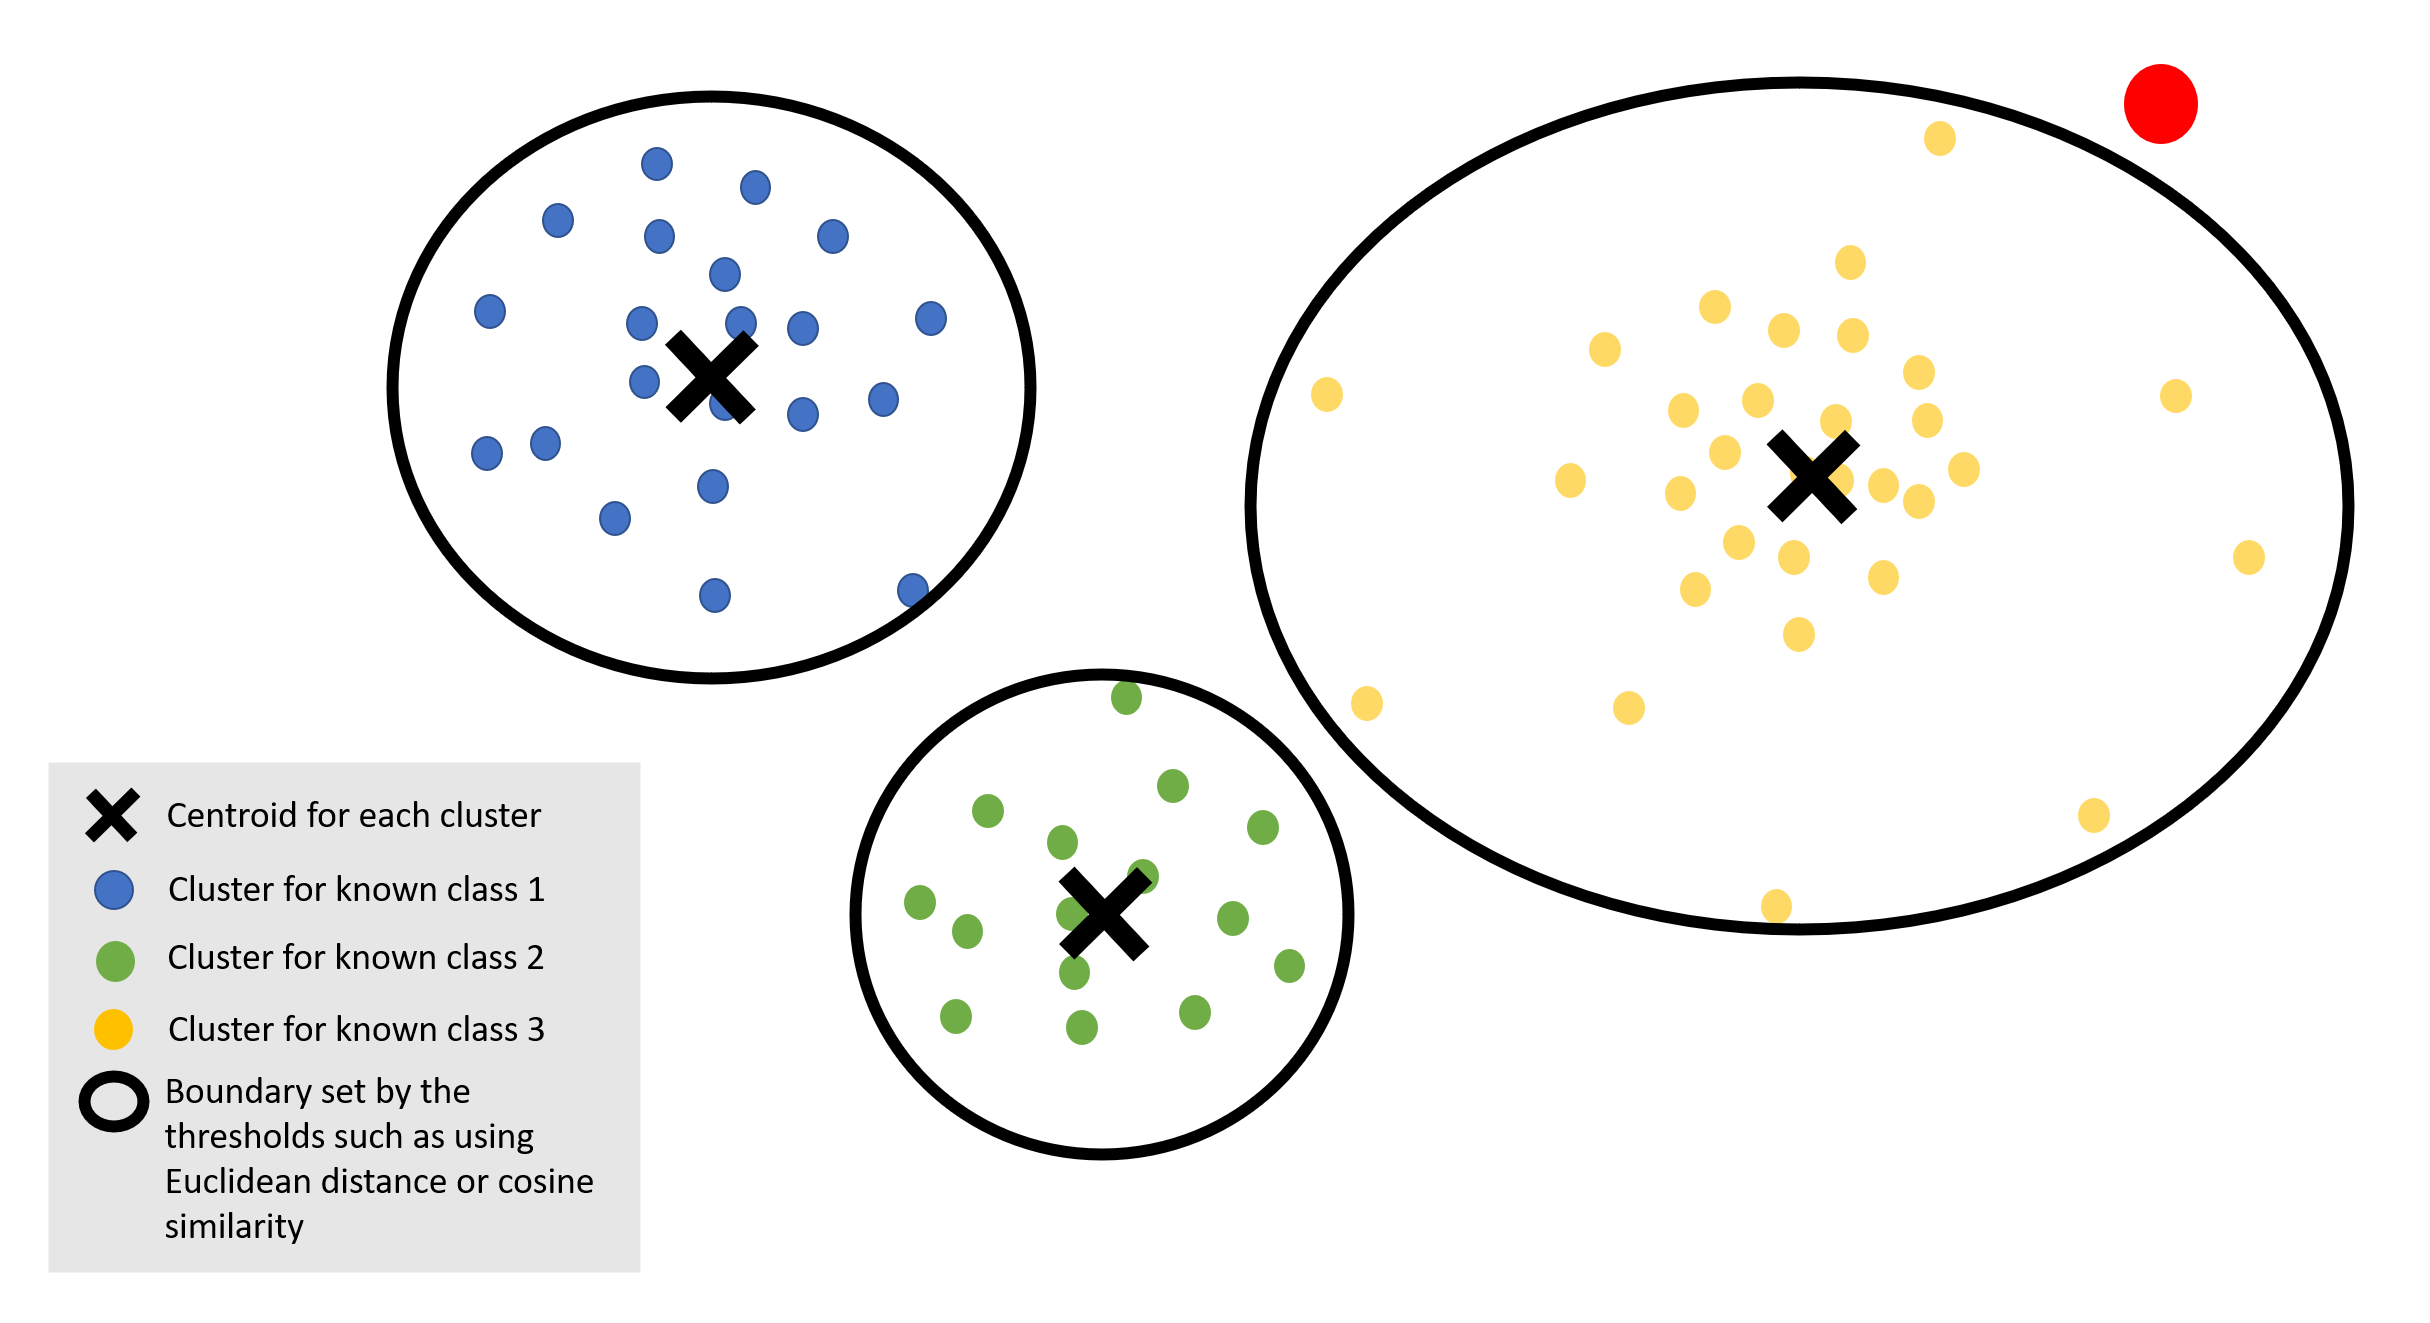 Centroid for each cluster
Cluster for known class 1
Cluster for known class 2
Cluster for known class 3
Boundary set by the
thresholds such as using
Euclidean distance or cosine
similarity